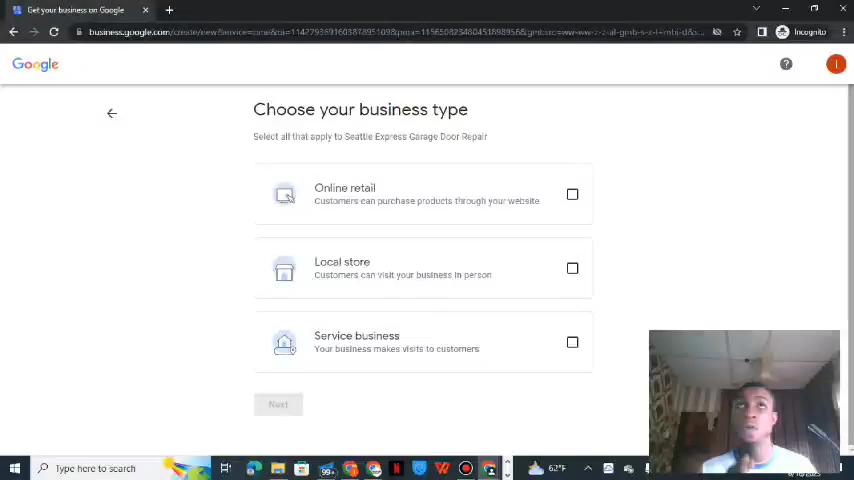 Get your business on Google
Incognito
Google
Choose your business type
Select all that apply to Seattle Express Garage Door Repair
Online retail
Customers can purchase products through your website
Local store
Customers can visit your business in person
Service business
Your business makes visits to customers
Next
Type here to search
99+
62°F